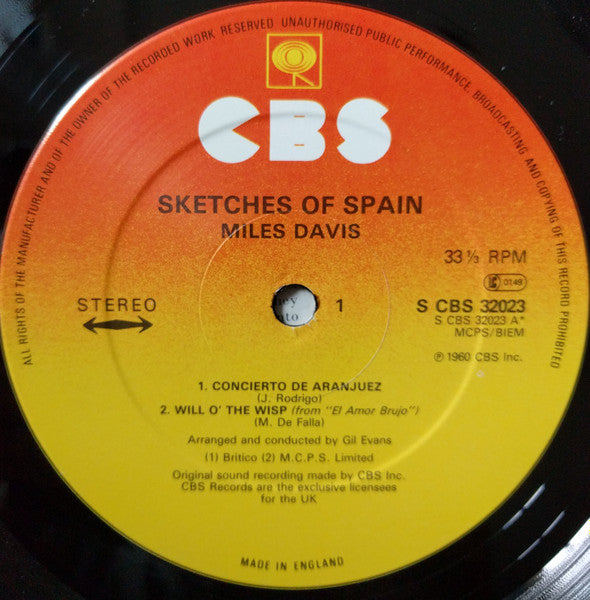 ALL RIGHTS OF THE MANUFACTURER AND OF THE OWNER OF THE RECORDED WORK RESERVED UNAUTHORISED PUBLIC PERFORMANCE, BROADCASTING AND COPYING OF THIS RECORD PROHIBITED
CBS
SKETCHES OF SPAIN
MILES DAVIS
33⅓ RPM
0149
STEREO
1
S CBS 32023
S CBS 32023 A*
MCPS/BIEM
℗ 1960 CBS Inc.
1. CONCIERTO DE ARANJUEZ
(J. Rodrigo)
2. WILL O' THE WISP (from "El Amor Brujo")
(M. De Falla)
Arranged and conducted by Gil Evans
(1) Britico (2) M.C.P.S. Limited
Original sound recording made by CBS Inc.
CBS Records are the exclusive licensees
for the UK
MADE IN ENGLAND